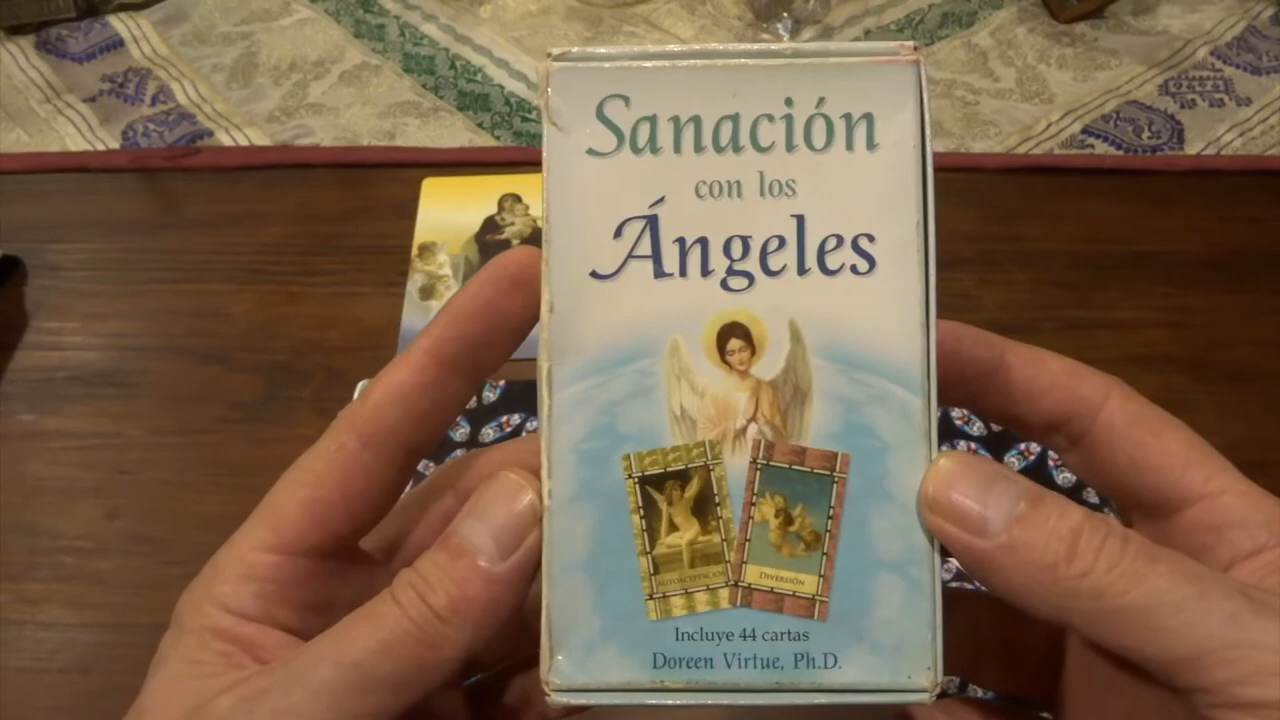 Sanación
con los
Ángeles
AUTOACEPTACIÓN
DIVERSIÓN
Incluye 44 cartas
Doreen Virtue, Ph.D.